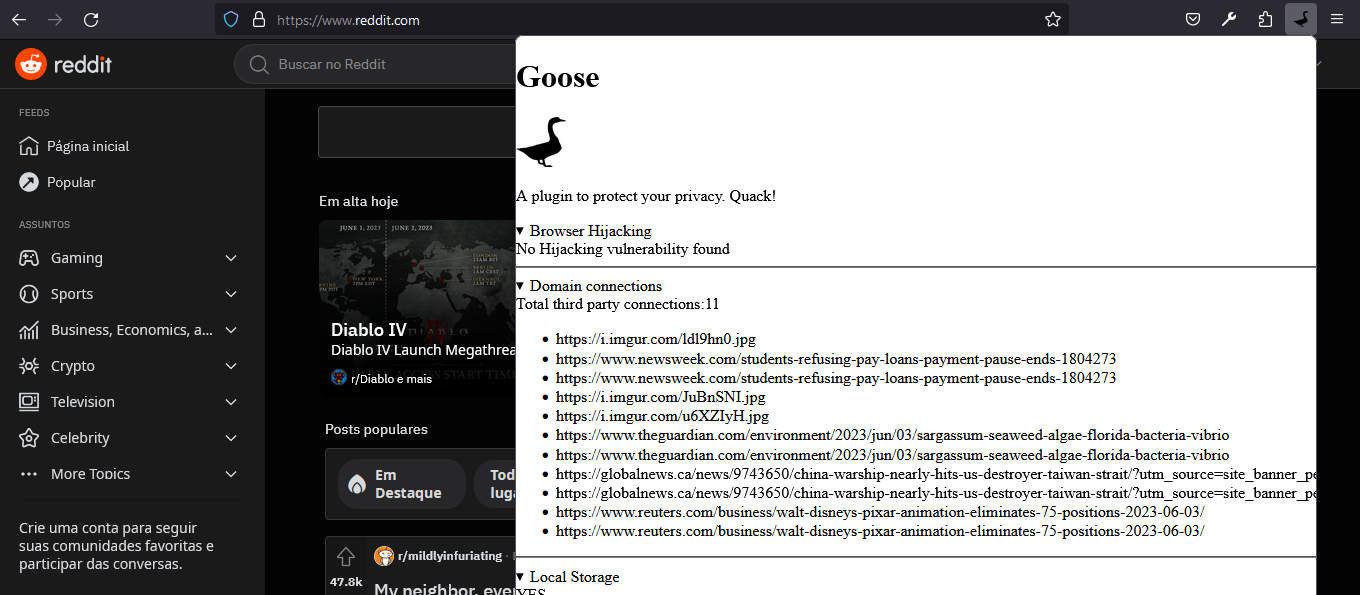 https://www.reddit.com
reddit
Buscar no Reddit
FEEDS
Página inicial
Popular
ASSUNTOS
Gaming
Sports
Business, Economics, a...
Crypto
Television
Celebrity
More Topics
Crie uma conta para seguir
suas comunidades favoritas e
participar das conversas.
Em alta hoje
JUNE 1, 2023 JUNE 2, 2023
Diablo IV
Diablo IV Launch Megathrea
r/Diablo e mais
Posts populares
Em
Destaque
Tod
luga
47.8k
r/mildlyinfuriating
My neighbor, eve
Goose
A plugin to protect your privacy. Quack!
Browser Hijacking
No Hijacking vulnerability found
Domain connections
Total third party connections:11
https://i.imgur.com/ldl9hn0.jpg
https://www.newsweek.com/students-refusing-pay-loans-payment-pause-ends-1804273
https://www.newsweek.com/students-refusing-pay-loans-payment-pause-ends-1804273
https://i.imgur.com/JuBnSNI.jpg
https://i.imgur.com/u6XZIyH.jpg
https://www.theguardian.com/environment/2023/jun/03/sargassum-seaweed-algae-florida-bacteria-vibrio
https://www.theguardian.com/environment/2023/jun/03/sargassum-seaweed-algae-florida-bacteria-vibrio
https://globalnews.ca/news/9743650/china-warship-nearly-hits-us-destroyer-taiwan-strait/?utm_source=site_banner_pe
https://globalnews.ca/news/9743650/china-warship-nearly-hits-us-destroyer-taiwan-strait/?utm_source=site_banner_pe
https://www.reuters.com/business/walt-disneys-pixar-animation-eliminates-75-positions-2023-06-03/
https://www.reuters.com/business/walt-disneys-pixar-animation-eliminates-75-positions-2023-06-03/
Local Storage
YES